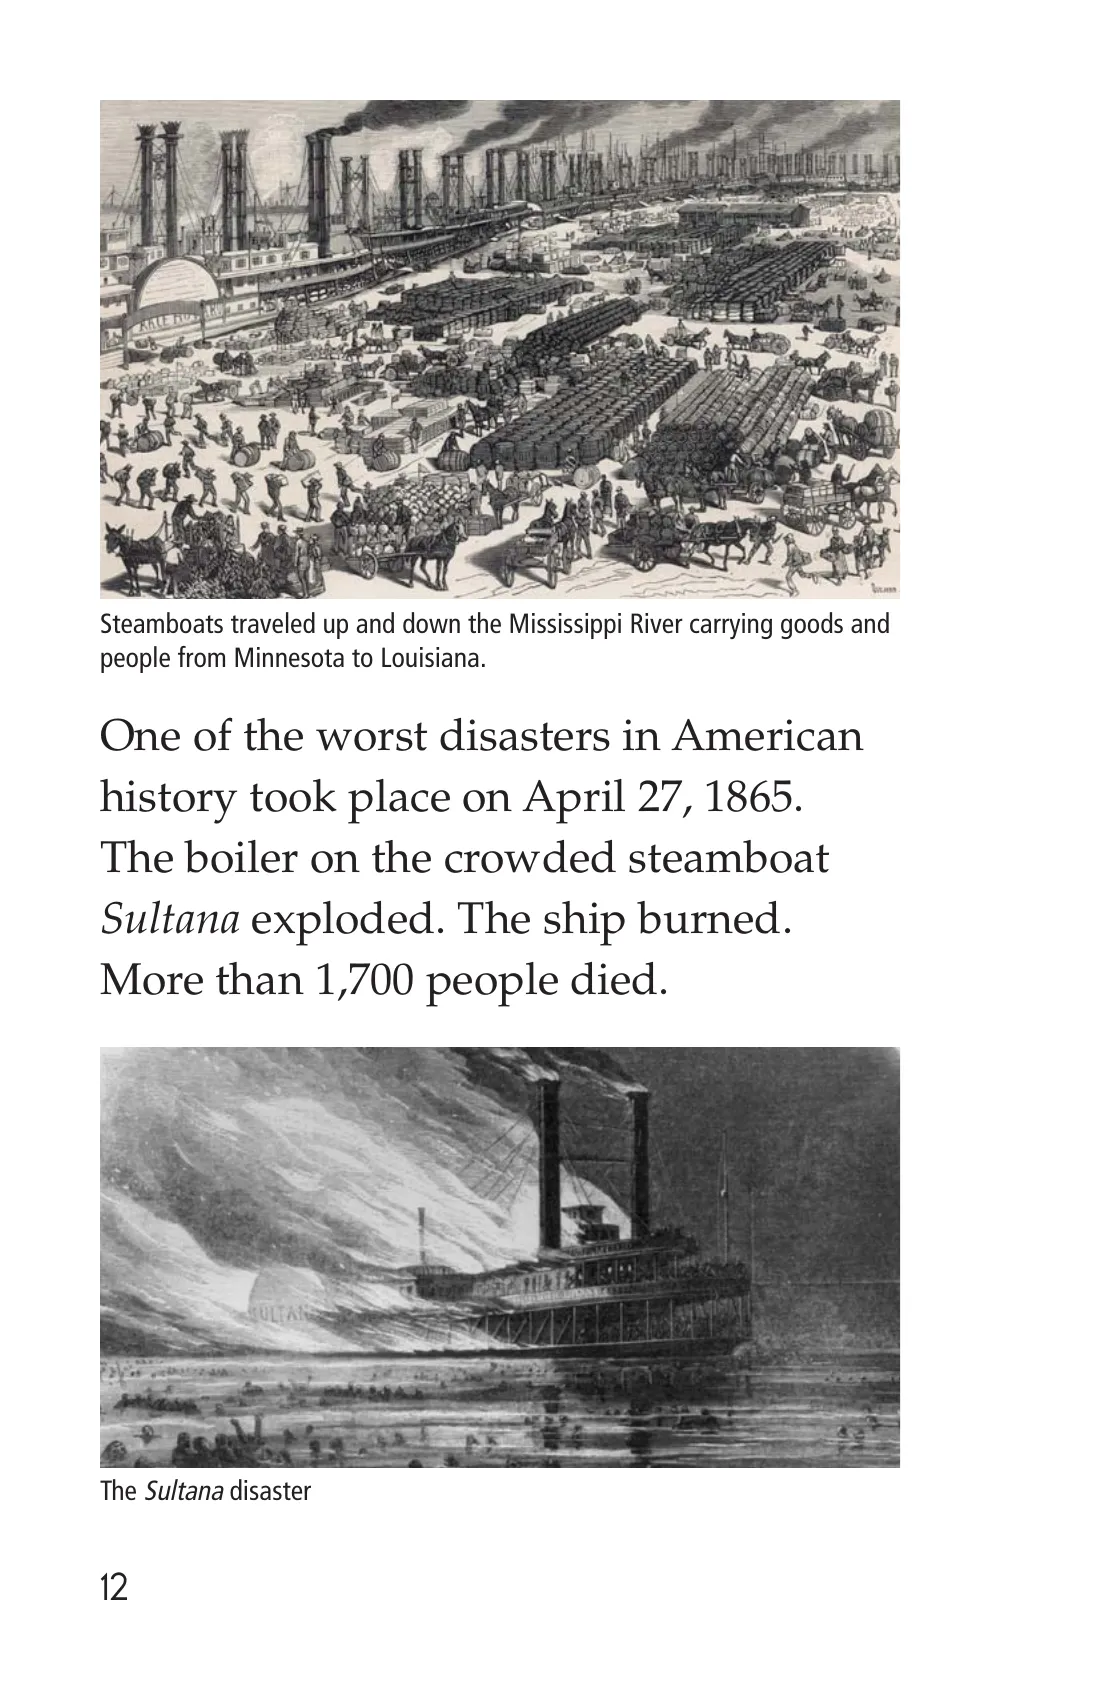 Steamboats traveled up and down the Mississippi River carrying goods and
people from Minnesota to Louisiana.
One of the worst disasters in American
history took place on April 27, 1865.
The boiler on the crowded steamboat
Sultana exploded. The ship burned.
More than 1,700 people died.
SULTANA
The Sultana disaster
12